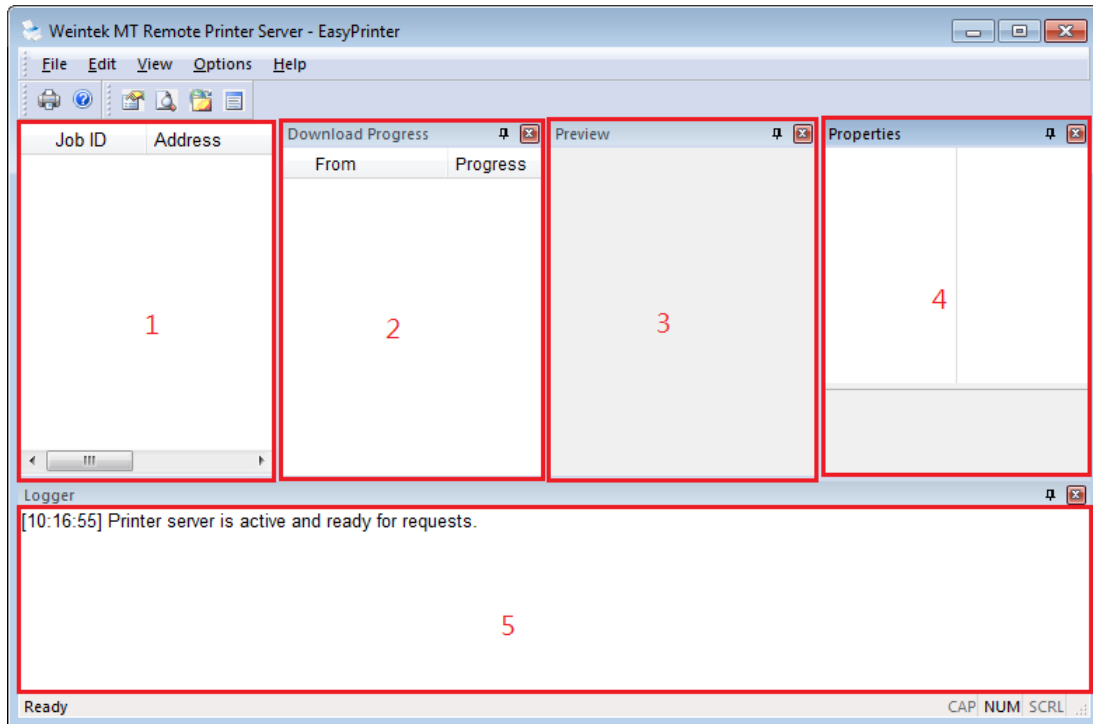 Weintek MT Remote Printer Server - EasyPrinter
File Edit View Options Help
Job ID Address
Download Progress
From Progress
Preview
Properties
1
2
3
4
Logger
[10:16:55] Printer server is active and ready for requests.
5
Ready CAP NUM SCRL